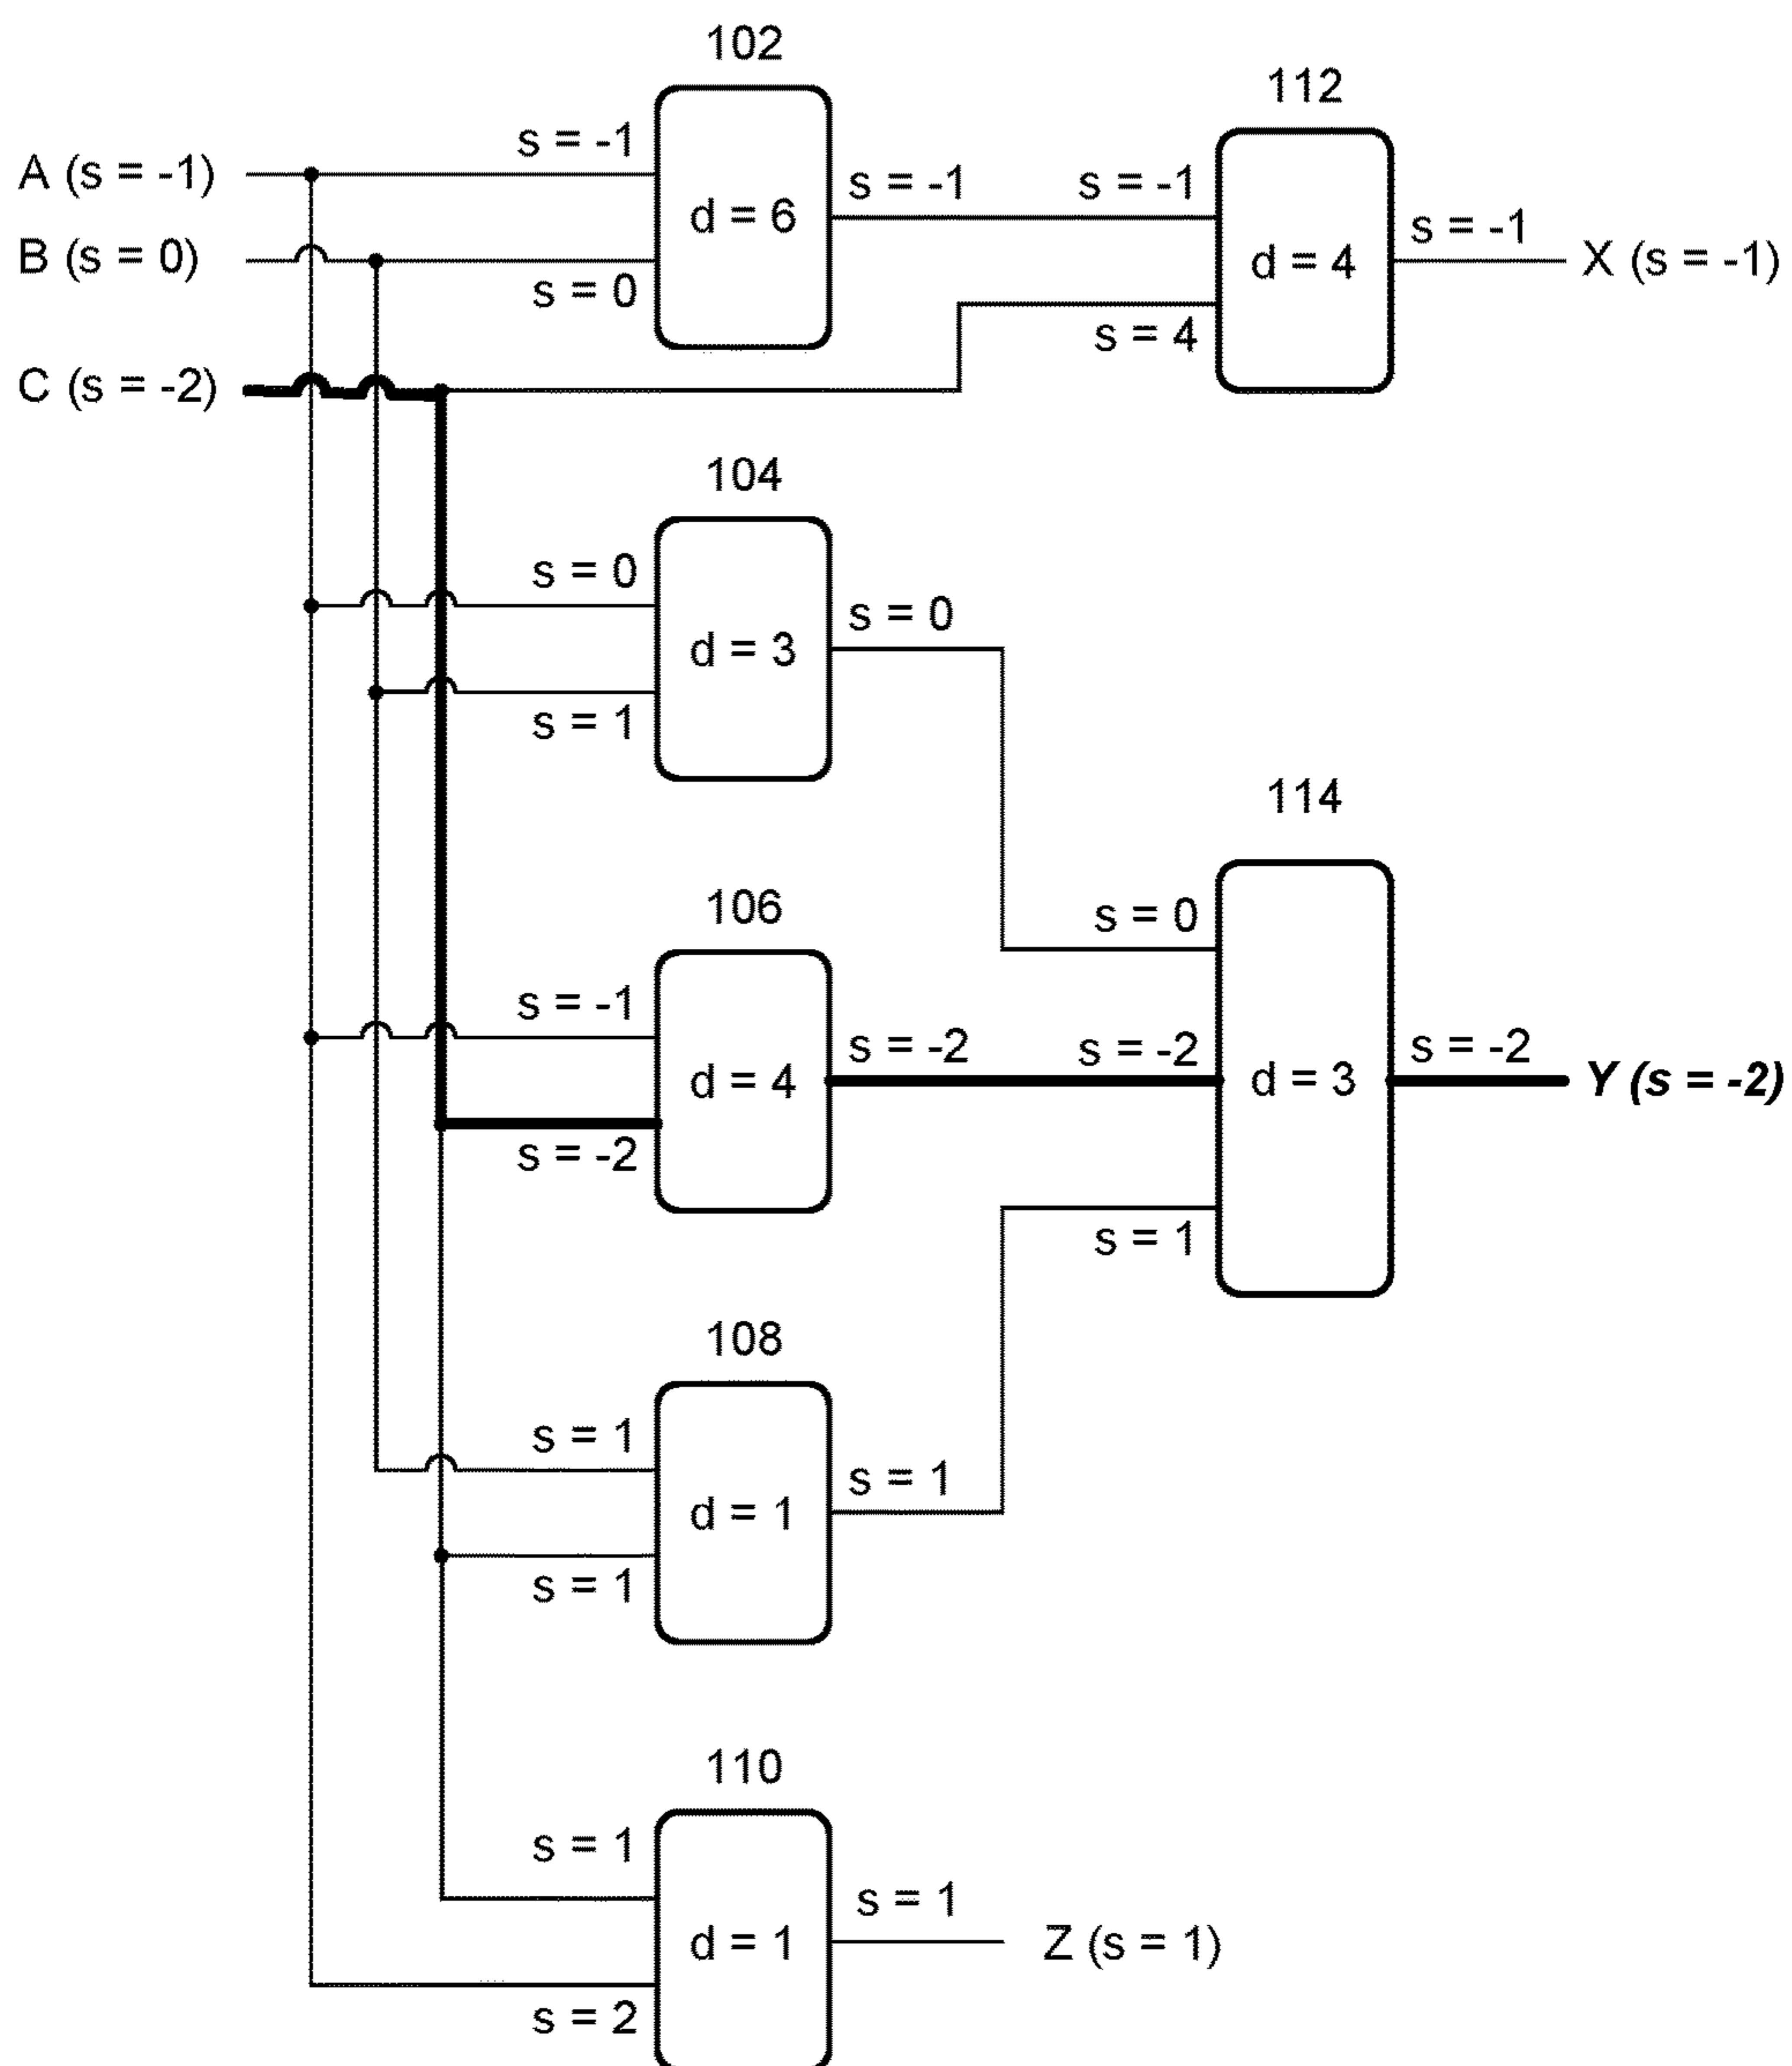 102
112
A (s = -1)
s = -1
d = 6
s = -1
s = -1
d = 4
s = -1
X (s = -1)
B (s = 0)
s = 0
s = 4
C (s = -2)
104
s = 0
d = 3
s = 0
s = 1
114
106
s = 0
s = -1
d = 4
s = -2
s = -2
d = 3
s = -2
Y (s = -2)
s = -2
s = 1
108
s = 1
d = 1
s = 1
s = 1
110
s = 1
d = 1
s = 1
Z (s = 1)
s = 2